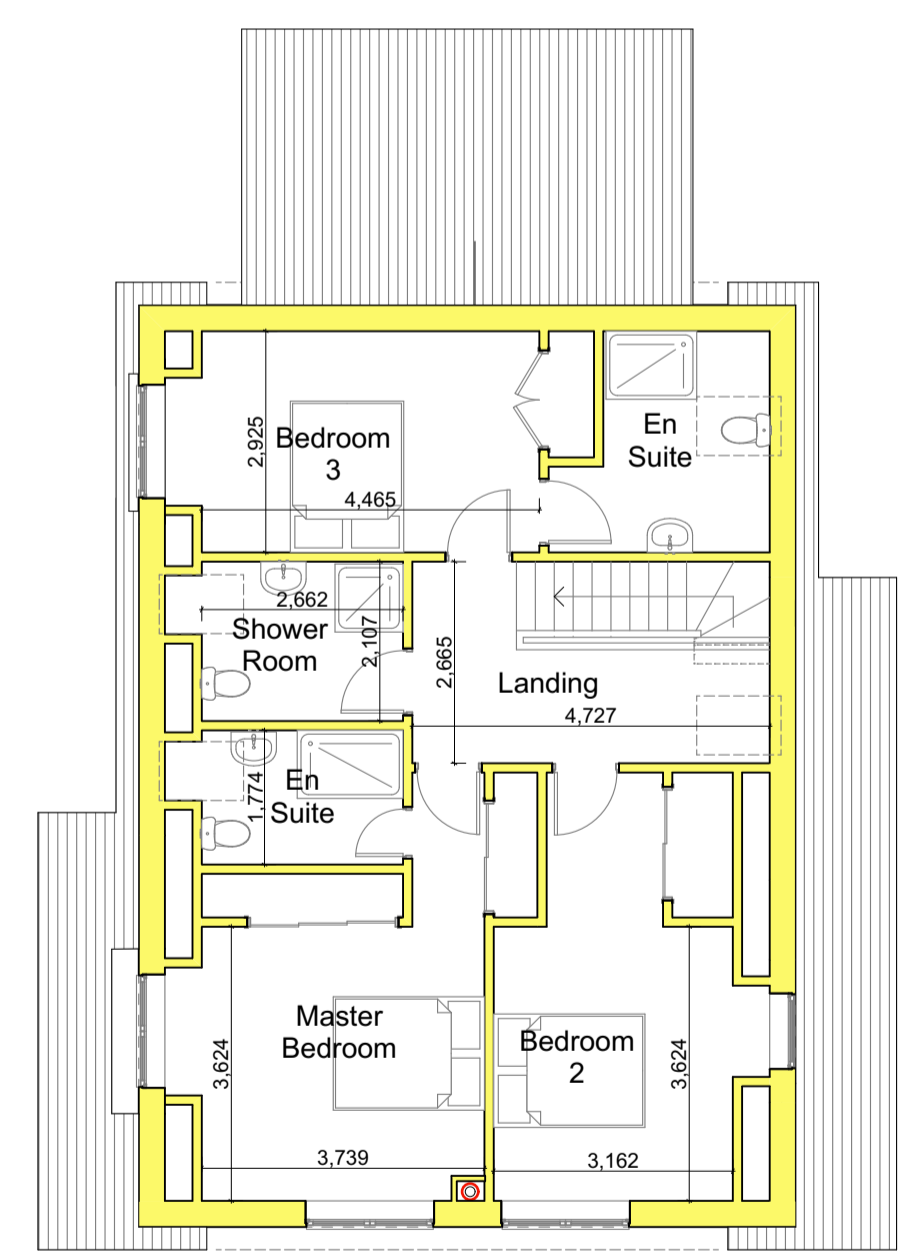 En
Suite
Bedroom
3
2,925
4,465
2,662
Shower
Room
2,107
2,665
Landing
4,727
En
Suite
1,774
Master
Bedroom
3,624
3,739
Bedroom
2
3,624
3,162